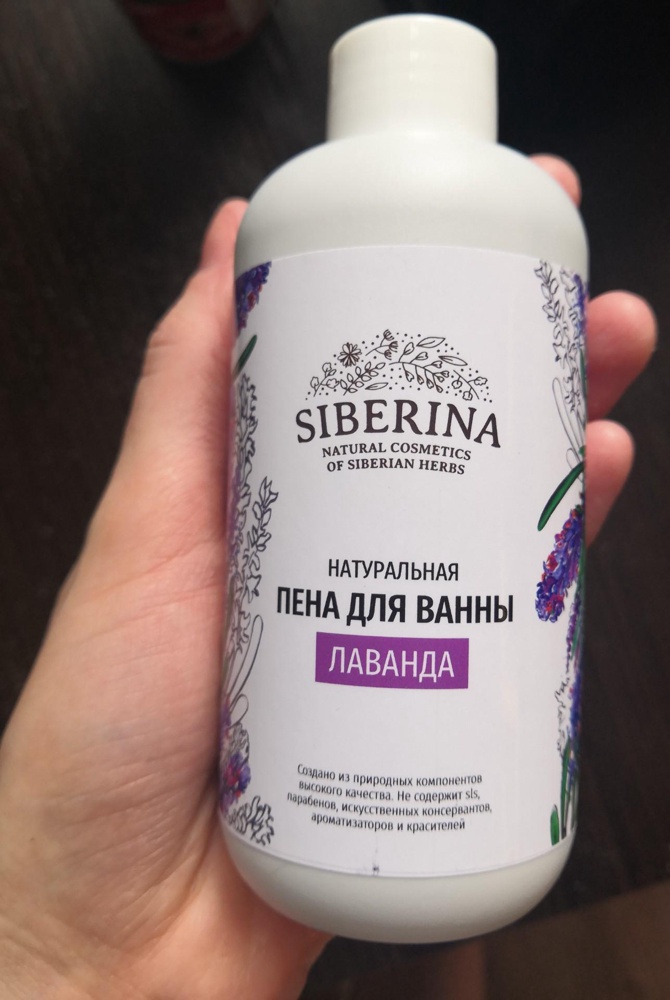 SIBERINA
NATURAL COSMETICS
OF SIBERIAN HERBS
НАТУРАЛЬНАЯ
ПЕНА ДЛЯ ВАННЫ
ЛАВАНДА
Создано из природных компонентов
высокого качества. Не содержит sls,
парабенов, искусственных консервантов,
ароматизаторов и красителей